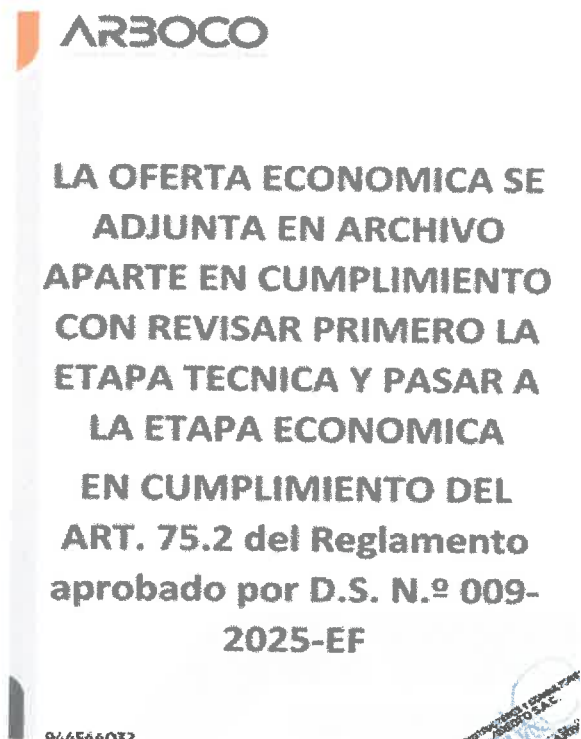 ARBOCO
LA OFERTA ECONOMICA SE
ADJUNTA EN ARCHIVO
APARTE EN CUMPLIMIENTO
CON REVISAR PRIMERO LA
ETAPA TECNICA Y PASAR A
LA ETAPA ECONOMICA
EN CUMPLIMIENTO DEL
ART. 75.2 del Reglamento
aprobado por D.S. N.º 009-
2025-EF